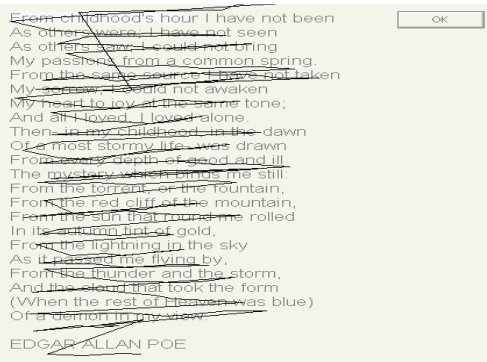 From childhood's hour I have not been
As others were; I have not seen
As others saw; I could not bring
My passions from a common spring.
From the same source I have not taken
My sorrow; I could not awaken
My heart to joy at the same tone;
And all I loved, I loved alone.
Then- in my childhood, in the dawn
Of a most stormy life- was drawn
From every depth of good and ill
The mystery which binds me still:
From the torrent, or the fountain,
From the red cliff of the mountain,
From the sun that round me rolled
In its autumn tint of gold,
From the lightning in the sky
As it passed me flying by,
From the thunder and the storm,
And the cloud that took the form
(When the rest of Heaven was blue)
Of a demon in my view.
EDGAR ALLAN POE
OK